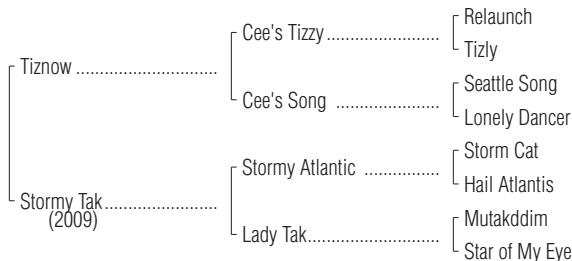 Relaunch
Cee's Tizzy
Tizly
Tiznow
Seattle Song
Cee's Song
Lonely Dancer
Storm Cat
Stormy Atlantic
Hail Atlantis
Stormy Tak
(2009)
Mutakddim
Lady Tak
Star of My Eye